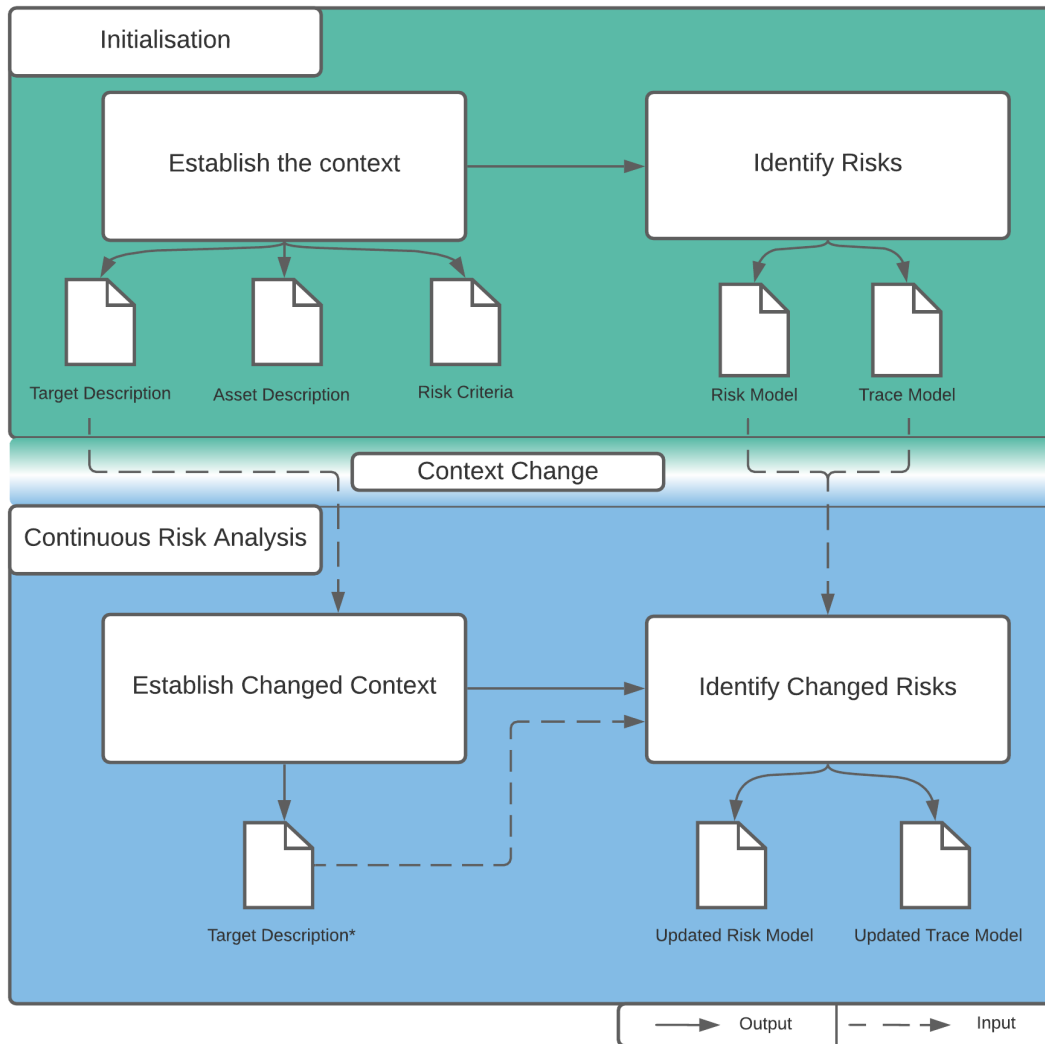 Initialisation
Establish the context
Identify Risks
Target Description
Asset Description
Risk Criteria
Risk Model
Trace Model
Context Change
Continuous Risk Analysis
Establish Changed Context
Identify Changed Risks
Target Description*
Updated Risk Model
Updated Trace Model
Output
Input